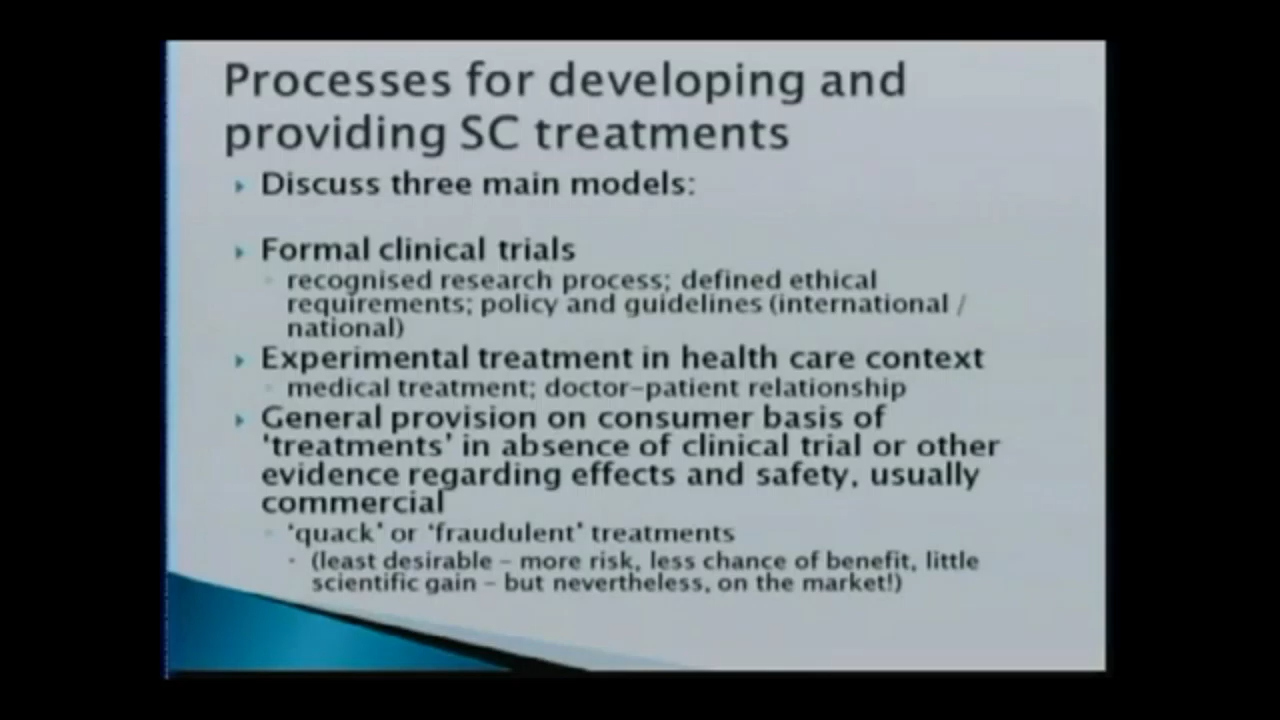 Processes for developing and
providing SC treatments
Discuss three main models:
Formal clinical trials
recognised research process; defined ethical
requirements; policy and guidelines (international /
national)
Experimental treatment in health care context
medical treatment; doctor-patient relationship
General provision on consumer basis of
‘treatments’ in absence of clinical trial or other
evidence regarding effects and safety, usually
commercial
‘quack’ or ‘fraudulent’ treatments
(least desirable – more risk, less chance of benefit, little
scientific gain – but nevertheless, on the market!)